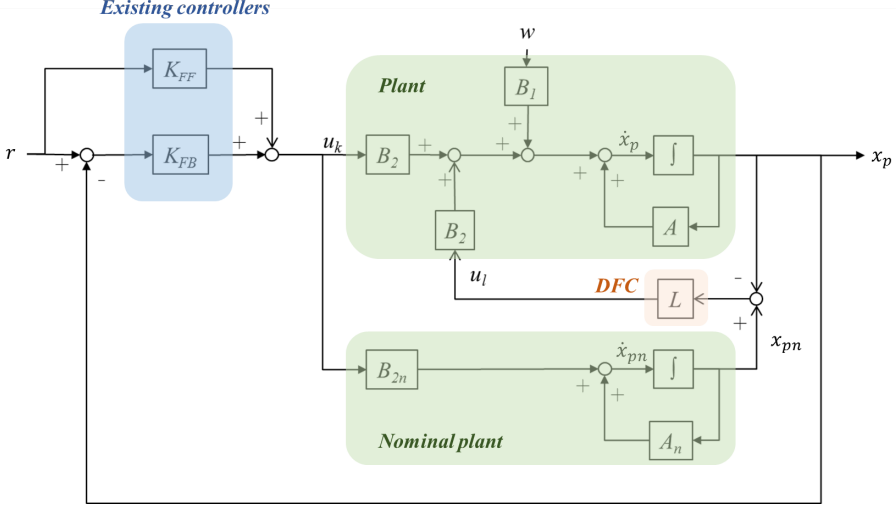 Existing controllers
w
K_FF
Plant
B_1
+
+
r
+
-
K_FB
+
u_k
B_2
+
+
+
+
ẋ_p
∫
x_p
B_2
A
u_l
DFC
L
-
+
x_pn
B_2n
+
+
ẋ_pn
∫
A_n
Nominal plant